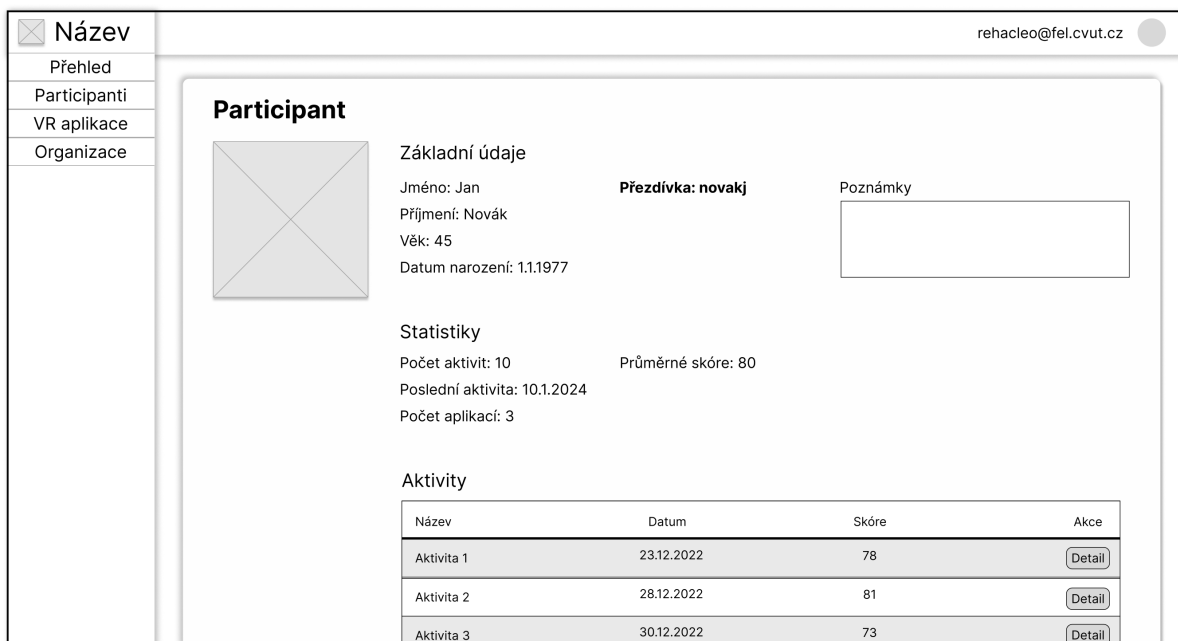 Název
rehacleo@fel.cvut.cz
Přehled
Participanti
VR aplikace
Organizace
Participant
Základní údaje
Jméno: Jan
Přezdívka: novakj
Poznámky
Příjmení: Novák
Věk: 45
Datum narození: 1.1.1977
Statistiky
Počet aktivit: 10
Průměrné skóre: 80
Poslední aktivita: 10.1.2024
Počet aplikací: 3
Aktivity
Název Datum Skóre Akce
Aktivita 1 23.12.2022 78 Detail
Aktivita 2 28.12.2022 81 Detail
Aktivita 3 30.12.2022 73 Detail